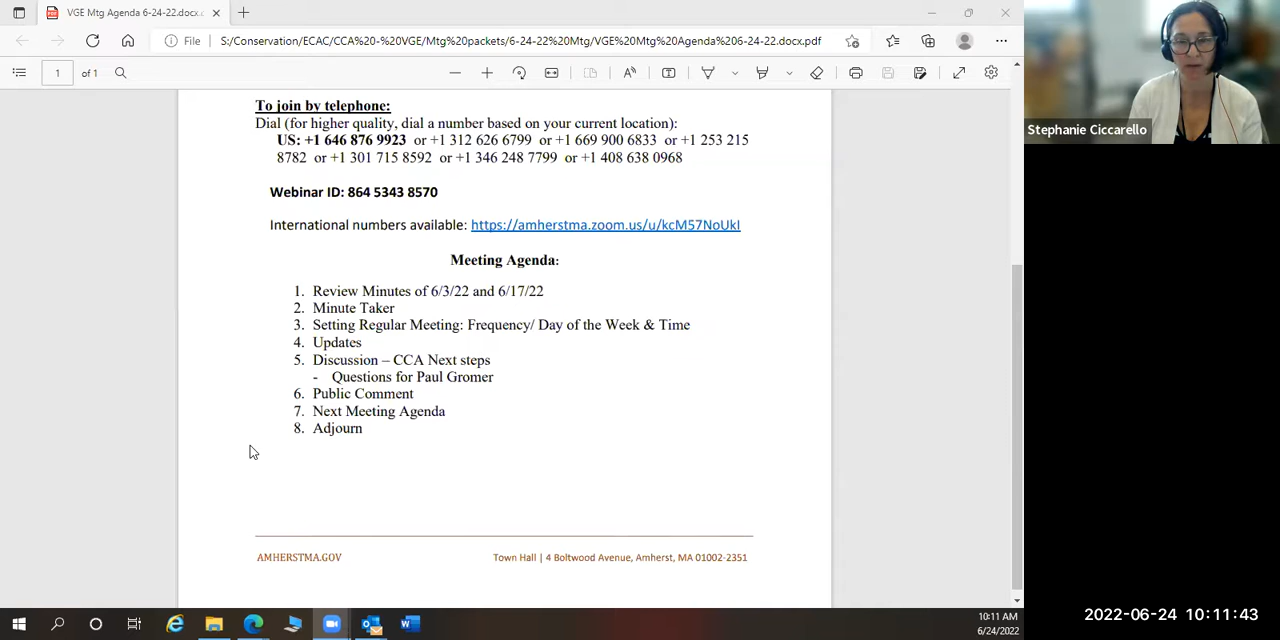 VGE Mtg Agenda 6-24-22.docx.c
File
S:/Conservation/ECAC/CCA%20-%20VGE/Mtg%20packets/6-24-22%20Mtg/VGE%20Mtg%20Agenda%206-24-22.docx.pdf
1 of 1
To join by telephone:
Dial (for higher quality, dial a number based on your current location):
US: +1 646 876 9923 or +1 312 626 6799 or +1 669 900 6833 or +1 253 215
8782 or +1 301 715 8592 or +1 346 248 7799 or +1 408 638 0968
Webinar ID: 864 5343 8570
International numbers available: https://amherstma.zoom.us/u/kcM57NoUkI
Meeting Agenda:
1. Review Minutes of 6/3/22 and 6/17/22
2. Minute Taker
3. Setting Regular Meeting: Frequency/ Day of the Week & Time
4. Updates
5. Discussion – CCA Next steps
- Questions for Paul Gromer
6. Public Comment
7. Next Meeting Agenda
8. Adjourn
AMHERSTMA.GOV
Town Hall | 4 Boltwood Avenue, Amherst, MA 01002-2351
Stephanie Ciccarello
10:11 AM
6/24/2022
2022-06-24 10:11:43